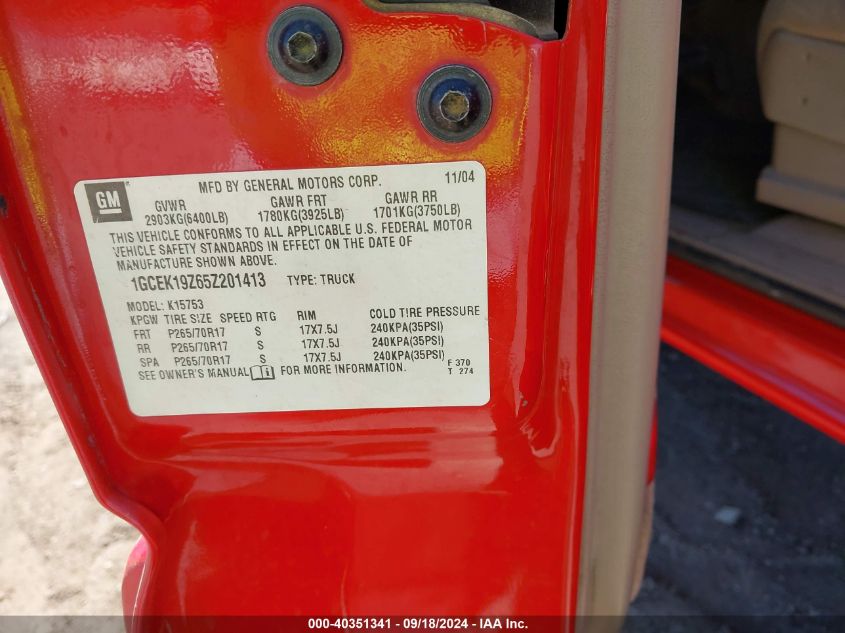 MFD BY GENERAL MOTORS CORP. 11/04
GM
GVWR GAWR FRT GAWR RR
2903KG(6400LB) 1780KG(3925LB) 1701KG(3750LB)
THIS VEHICLE CONFORMS TO ALL APPLICABLE U.S. FEDERAL MOTOR
VEHICLE SAFETY STANDARDS IN EFFECT ON THE DATE OF
MANUFACTURE SHOWN ABOVE.
1GCEK19Z65Z201413 TYPE: TRUCK
MODEL: K15753
KPGW TIRE SIZE SPEED RTG RIM COLD TIRE PRESSURE
FRT P265/70R17 S 17X7.5J 240KPA(35PSI)
RR P265/70R17 S 17X7.5J 240KPA(35PSI)
SPA P265/70R17 S 17X7.5J 240KPA(35PSI)
SEE OWNER'S MANUAL FOR MORE INFORMATION.
F 370
T 274
000-40351341 - 09/18/2024 - IAA Inc.